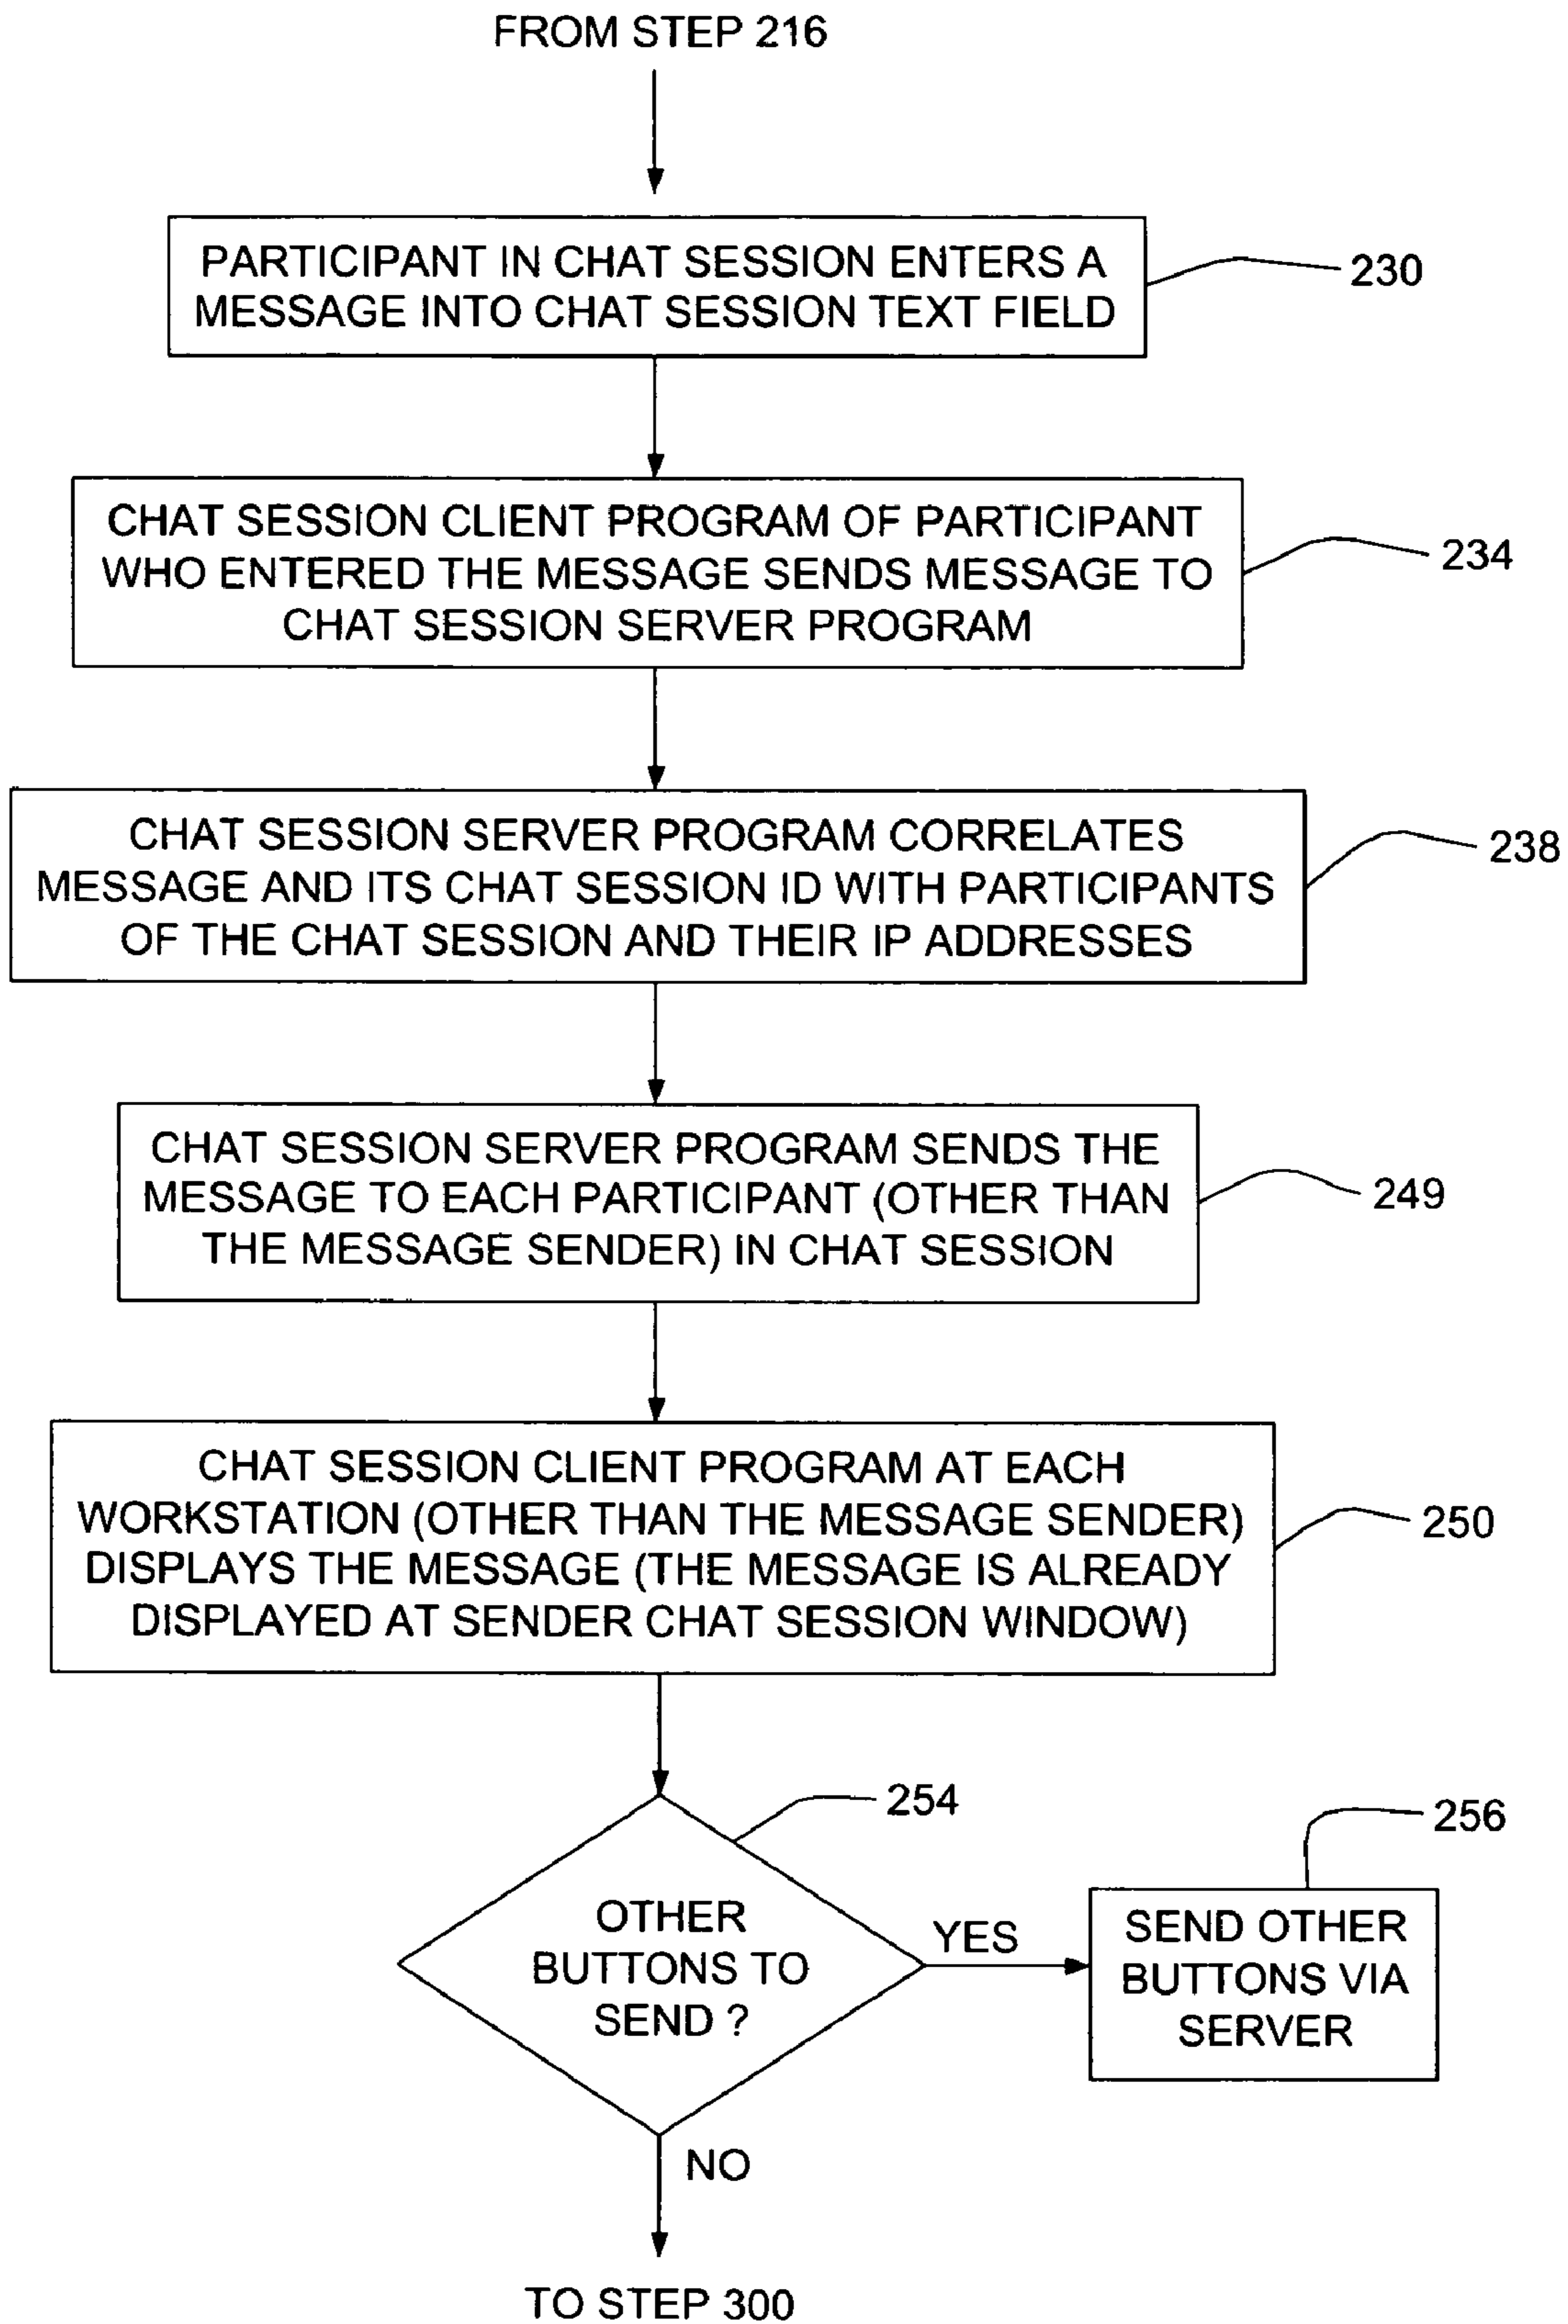 FROM STEP 216
PARTICIPANT IN CHAT SESSION ENTERS A
MESSAGE INTO CHAT SESSION TEXT FIELD
230
CHAT SESSION CLIENT PROGRAM OF PARTICIPANT
WHO ENTERED THE MESSAGE SENDS MESSAGE TO
CHAT SESSION SERVER PROGRAM
234
CHAT SESSION SERVER PROGRAM CORRELATES
MESSAGE AND ITS CHAT SESSION ID WITH PARTICIPANTS
OF THE CHAT SESSION AND THEIR IP ADDRESSES
238
CHAT SESSION SERVER PROGRAM SENDS THE
MESSAGE TO EACH PARTICIPANT (OTHER THAN
THE MESSAGE SENDER) IN CHAT SESSION
249
CHAT SESSION CLIENT PROGRAM AT EACH
WORKSTATION (OTHER THAN THE MESSAGE SENDER)
DISPLAYS THE MESSAGE (THE MESSAGE IS ALREADY
DISPLAYED AT SENDER CHAT SESSION WINDOW)
250
254
OTHER
BUTTONS TO
SEND ?
YES
256
SEND OTHER
BUTTONS VIA
SERVER
NO
TO STEP 300